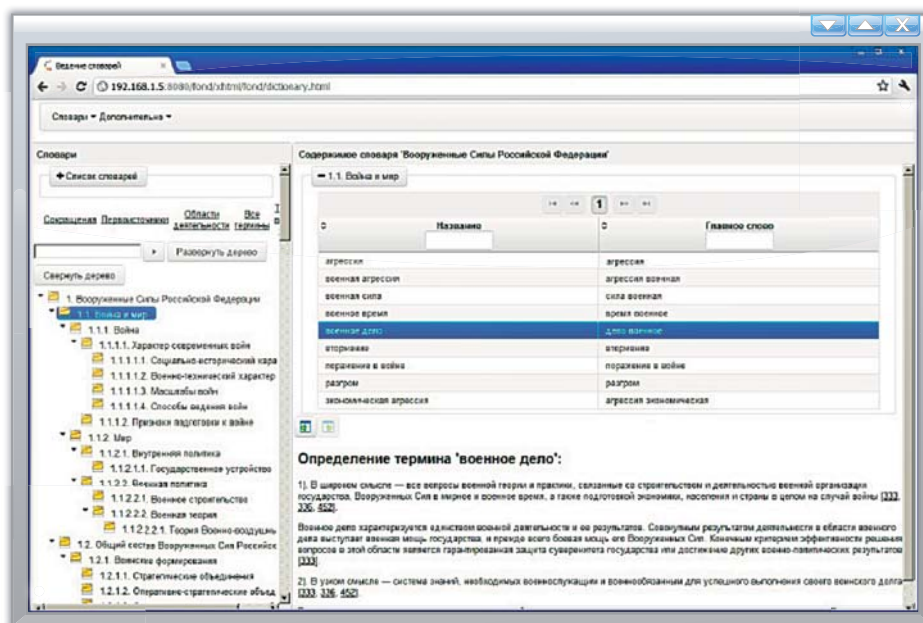 Ведение словарей
192.168.1.5:8080/fond/xhtml/fond/dictionary.html
Словари Дополнительно
Словари
Список словарей
Сокращения Первоисточники Области деятельности Все термины
Развернуть дерево
Свернуть дерево
1. Вооруженные Силы Российской Федерации
1.1. Война и мир
1.1.1. Война
1.1.1.1. Характер современных войн
1.1.1.1.1. Социально-исторический хара
1.1.1.1.2. Военно-технический характер
1.1.1.1.3. Масштабы войн
1.1.1.1.4. Способы ведения войн
1.1.1.2. Признаки подготовки к войне
1.1.2. Мир
1.1.2.1. Внутренняя политика
1.1.2.1.1. Государственное устройство
1.1.2.2. Военная политика
1.1.2.2.1. Военное строительство
1.1.2.2.2. Военная теория
1.1.2.2.2.1. Теория Военно-воздушны
1.2. Общий состав Вооруженных Сил Российск
1.2.1. Воинские формирования
1.2.1.1. Стратегические объединения
1.2.1.2. Оперативно-стратегические объед
Содержимое словаря 'Вооруженные Силы Российской Федерации'
1.1. Война и мир
1
Название Главное слово
агрессия агрессия
военная агрессия агрессия военная
военная сила сила военная
военное время время военное
военное дело дело военное
вторжение вторжение
поражение в войне поражение в войне
разгром разгром
экономическая агрессия агрессия экономическая
Определение термина 'военное дело':
1). В широком смысле — все вопросы военной теории и практики, связанные со строительством и деятельностью военной организации
государства, Вооруженных Сил в мирное и военное время, а также подготовкой экономики, населения и страны в целом на случай войны [333,
336, 452].
Военное дело характеризуется единством военной деятельности и ее результатов. Совокупным результатом деятельности в области военного
дела выступает военная мощь государства, и прежде всего боевая мощь его Вооруженных Сил. Конечным критерием эффективности решения
вопросов в этой области является гарантированная защита суверенитета государства или достижение других военно-политических результатов
[333]
2). В узком смысле — система знаний, необходимых военнослужащим и военнообязанным для успешного выполнения своего воинского долга
[333, 336, 452].